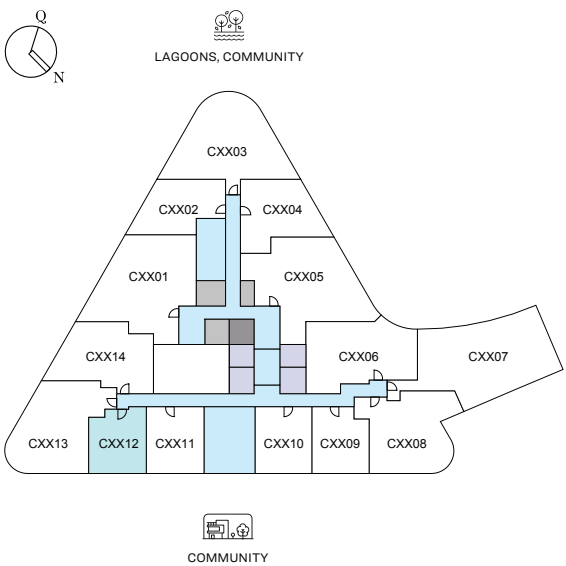 Q
N
LAGOONS, COMMUNITY
CXX03
CXX02
CXX04
CXX01
CXX05
CXX14
CXX06
CXX07
CXX13
CXX12
CXX11
CXX10
CXX09
CXX08
COMMUNITY